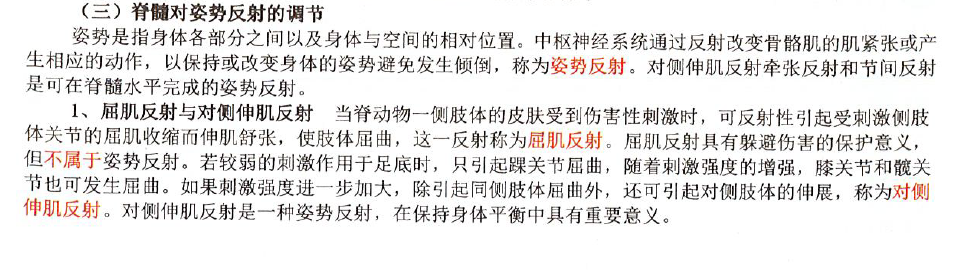 （三）脊髓对姿势反射的调节
姿势是指身体各部分之间以及身体与空间的相对位置。中枢神经系统通过反射改变骨骼肌的肌紧张或产
生相应的动作，以保持或改变身体的姿势避免发生倾倒，称为姿势反射。对侧伸肌反射牵张反射和节间反射
是可在脊髓水平完成的姿势反射。
1、屈肌反射与对侧伸肌反射 当脊动物一侧肢体的皮肤受到伤害性刺激时，可反射性引起受刺激侧肢
体关节的屈肌收缩而伸肌舒张，使肢体屈曲，这一反射称为屈肌反射。屈肌反射具有躲避伤害的保护意义，
但不属于姿势反射。若较弱的刺激作用于足底时，只引起踝关节屈曲，随着刺激强度的增强，膝关节和髋关
节也可发生屈曲。如果刺激强度进一步加大，除引起同侧肢体屈曲外，还可引起对侧肢体的伸展，称为对侧
伸肌反射。对侧伸肌反射是一种姿势反射，在保持身体平衡中具有重要意义。